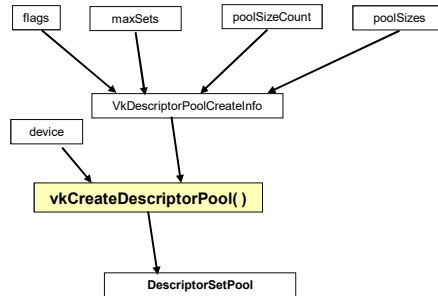 flags
maxSets
poolSizeCount
poolSizes
VkDescriptorPoolCreateInfo
device
vkCreateDescriptorPool( )
DescriptorSetPool